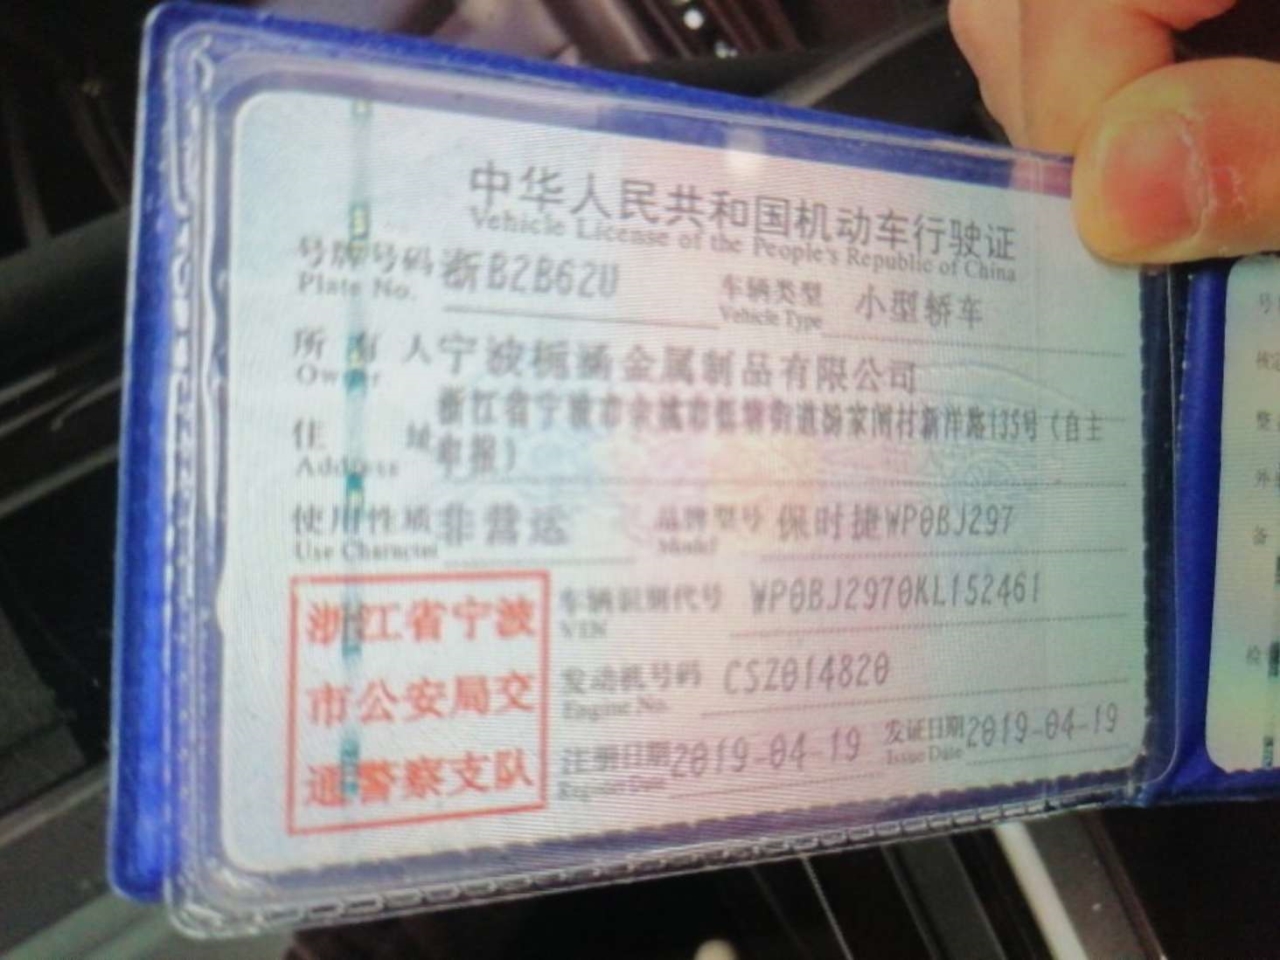 中华人民共和国机动车行驶证
Vehicle License of the People's Republic of China
号牌号码 浙B2B62U 车辆类型 小型轿车
Plate No. Vehicle Type
所有人 宁波栀涵金属制品有限公司
Owner
住址 浙江省宁波市余姚市低塘街道汤家闸村新洋路135号（自主
Address 申报）
使用性质 非营运 品牌型号 保时捷WP0BJ297
Use Character Model
车辆识别代号 WP0BJ2970KL152461
VIN
发动机号码 CSZ014820
Engine No.
注册日期 2019-04-19 发证日期 2019-04-19
Register Date Issue Date
浙江省宁波
市公安局交
通警察支队